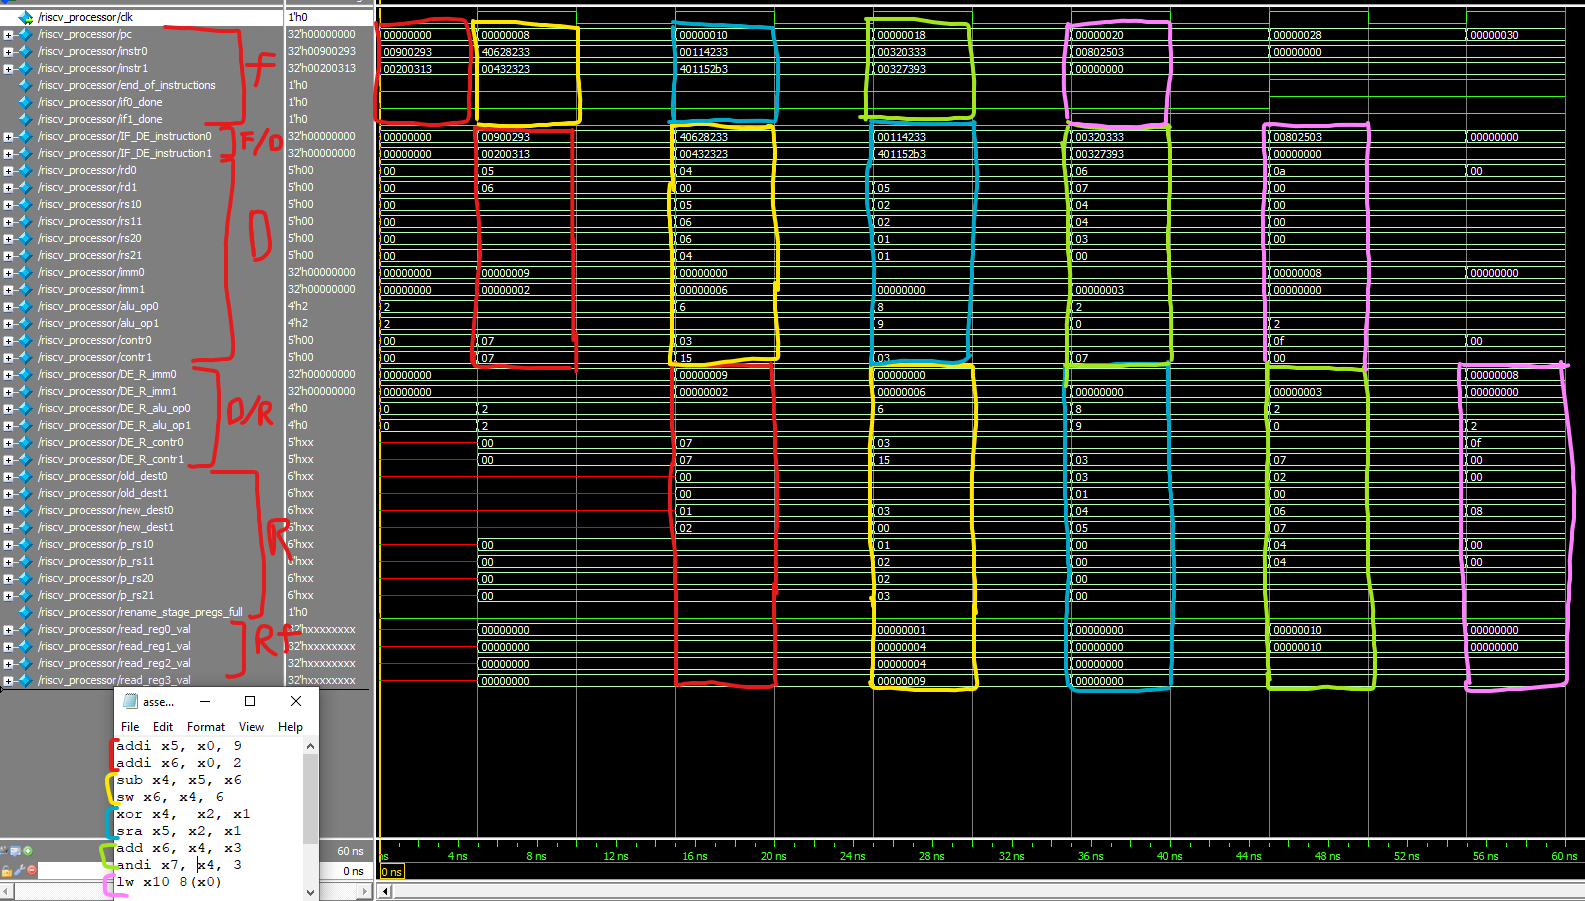 /riscv_processor/clk 1'h0
/riscv_processor/pc 32'h00000000 00000000 00000008 00000010 00000018 00000020 00000028 00000030
/riscv_processor/instr0 32'h00900293 00900293 40628233 00114233 00320333 00802503 00000000
/riscv_processor/instr1 32'h00200313 00200313 00432323 401152b3 00327393 00000000
/riscv_processor/end_of_instructions 1'h0
/riscv_processor/if0_done 1'h0
/riscv_processor/if1_done 1'h0
/riscv_processor/IF_DE_instruction0 32'h00000000 00000000 00900293 40628233 00114233 00320333 00802503 00000000
/riscv_processor/IF_DE_instruction1 32'h00000000 00000000 00200313 00432323 401152b3 00327393 00000000
/riscv_processor/rd0 5'h00 00 05 04 06 0a 00
/riscv_processor/rd1 5'h00 00 06 00 05 07 00
/riscv_processor/rs10 5'h00 00 05 02 04 00
/riscv_processor/rs11 5'h00 00 06 02 04 00
/riscv_processor/rs20 5'h00 00 06 01 03 00
/riscv_processor/rs21 5'h00 00 04 01 00
/riscv_processor/imm0 32'h00000000 00000000 00000009 00000000 00000008 00000000
/riscv_processor/imm1 32'h00000000 00000000 00000002 00000006 00000000 00000003 00000000
/riscv_processor/alu_op0 4'h2 2 6 8 2
/riscv_processor/alu_op1 4'h2 2 9 0 2
/riscv_processor/contr0 5'h00 00 07 03 0f 00
/riscv_processor/contr1 5'h00 00 07 15 03 07 00
/riscv_processor/DE_R_imm0 32'h00000000 00000000 00000009 00000000 00000008
/riscv_processor/DE_R_imm1 32'h00000000 00000000 00000002 00000006 00000000 00000003 00000000
/riscv_processor/DE_R_alu_op0 4'h0 0 2 6 8 2
/riscv_processor/DE_R_alu_op1 4'h0 0 2 9 0 2
/riscv_processor/DE_R_contr0 5'hxx 00 07 03 0f
/riscv_processor/DE_R_contr1 5'hxx 00 07 15 03 07 00
/riscv_processor/old_dest0 6'hxx 00 03 02 00
/riscv_processor/old_dest1 6'hxx 00 01 00
/riscv_processor/new_dest0 6'hxx 01 03 04 06 08
/riscv_processor/new_dest1 6'hxx 02 00 05 07
/riscv_processor/p_rs10 6'hxx 00 01 00 04 00
/riscv_processor/p_rs11 6'hxx 00 02 00 04 00
/riscv_processor/p_rs20 6'hxx 00 02 00
/riscv_processor/p_rs21 6'hxx 00 03 00
/riscv_processor/rename_stage_pregs_full 1'h0
/riscv_processor/read_reg0_val 32'hxxxxxxxx 00000000 00000001 00000000 00000010 00000000
/riscv_processor/read_reg1_val 32'hxxxxxxxx 00000000 00000004 00000000 00000010 00000000
/riscv_processor/read_reg2_val 32'hxxxxxxxx 00000000 00000004 00000000
/riscv_processor/read_reg3_val 32'hxxxxxxxx 00000000 00000009 00000000
F
F/D
D
D/R
R
Rf
asse...
File Edit Format View Help
addi x5, x0, 9
addi x6, x0, 2
sub x4, x5, x6
sw x6, x4, 6
xor x4,  x2, x1
sra x5, x2, x1
add x6, x4, x3
andi x7, x4, 3
lw x10 8(x0)
60 ns
0 ns
ns 4 ns 8 ns 12 ns 16 ns 20 ns 24 ns 28 ns 32 ns 36 ns 40 ns 44 ns 48 ns 52 ns 56 ns 60 ns
0 ns